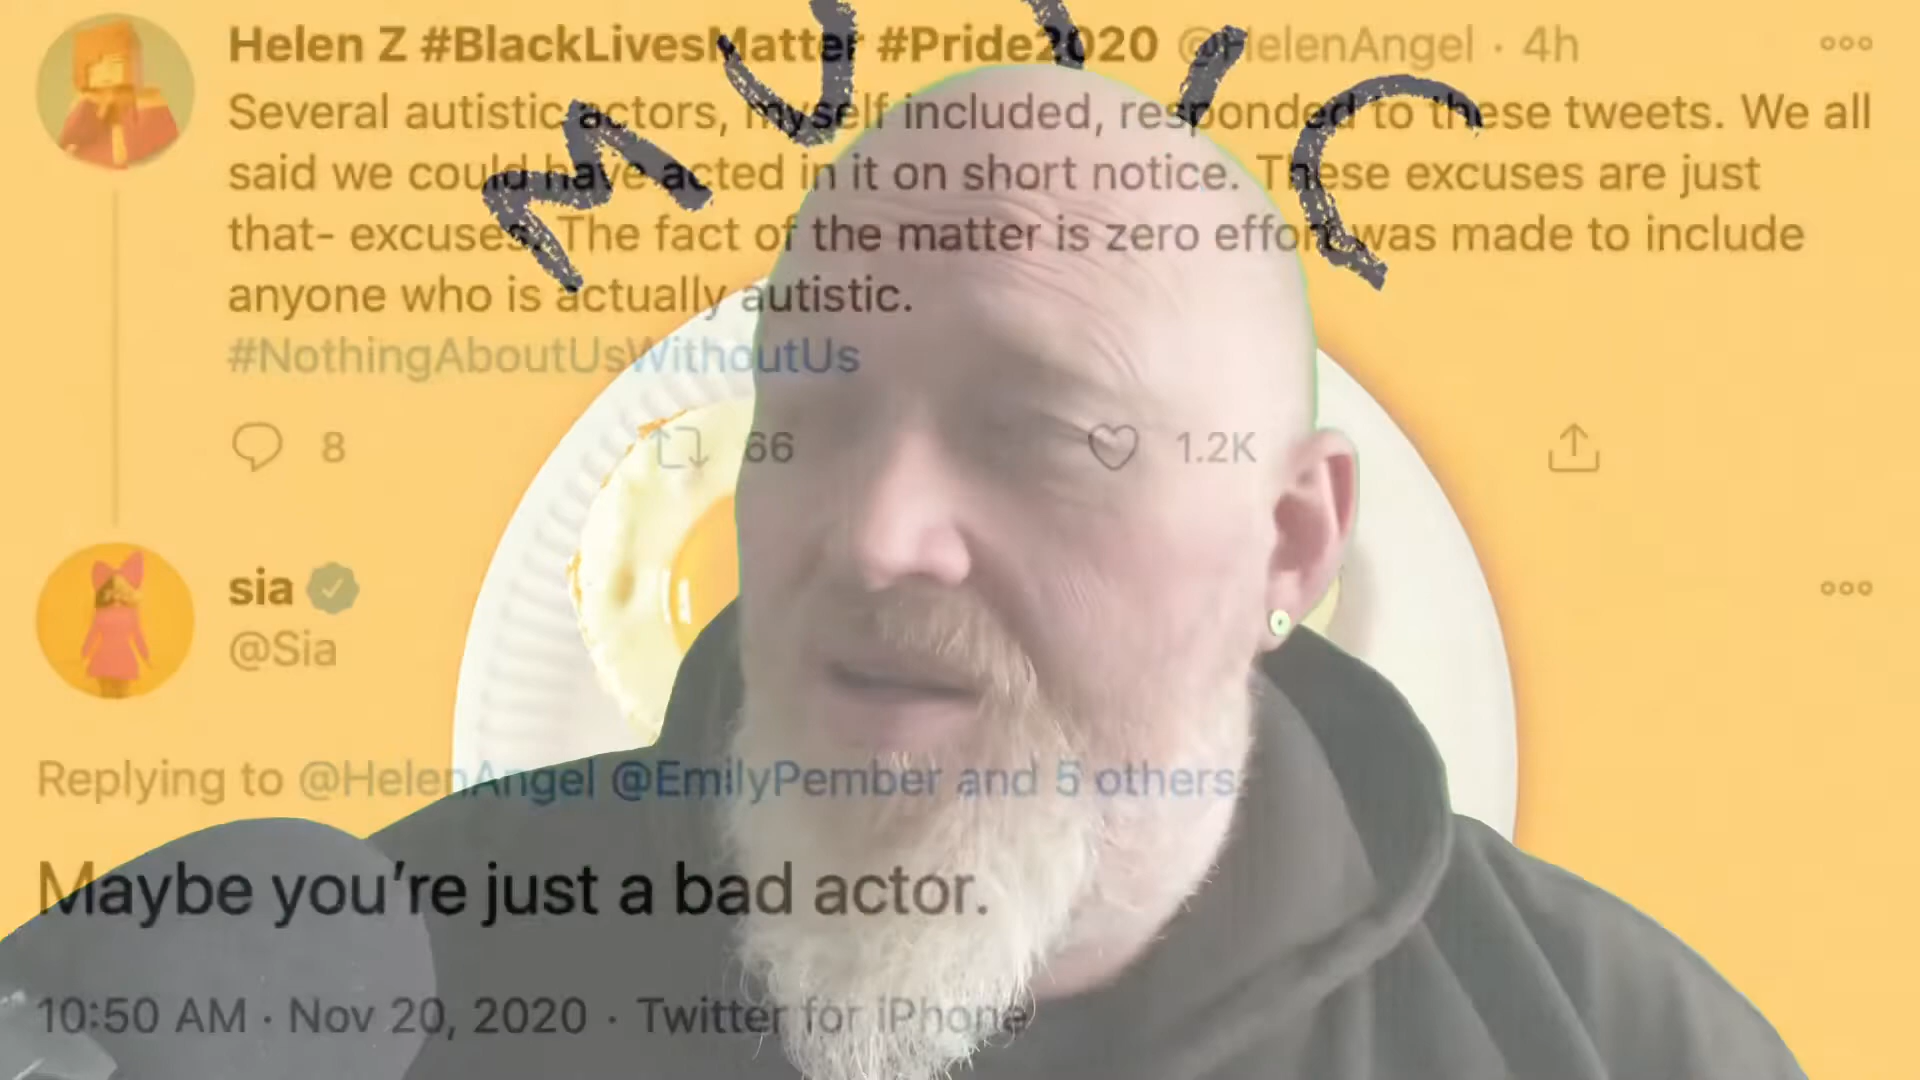 MUSIC
Helen Z #BlackLivesMatter #Pride2020 @HelenAngel · 4h
Several autistic actors, myself included, responded to these tweets. We all
said we could have acted in it on short notice. These excuses are just
that- excuses. The fact of the matter is zero effort was made to include
anyone who is actually autistic.
#NothingAboutUsWithoutUs
8 66 1.2K
sia
@Sia
Replying to @HelenAngel @EmilyPember and 5 others
Maybe you're just a bad actor.
10:50 AM · Nov 20, 2020 · Twitter for iPhone